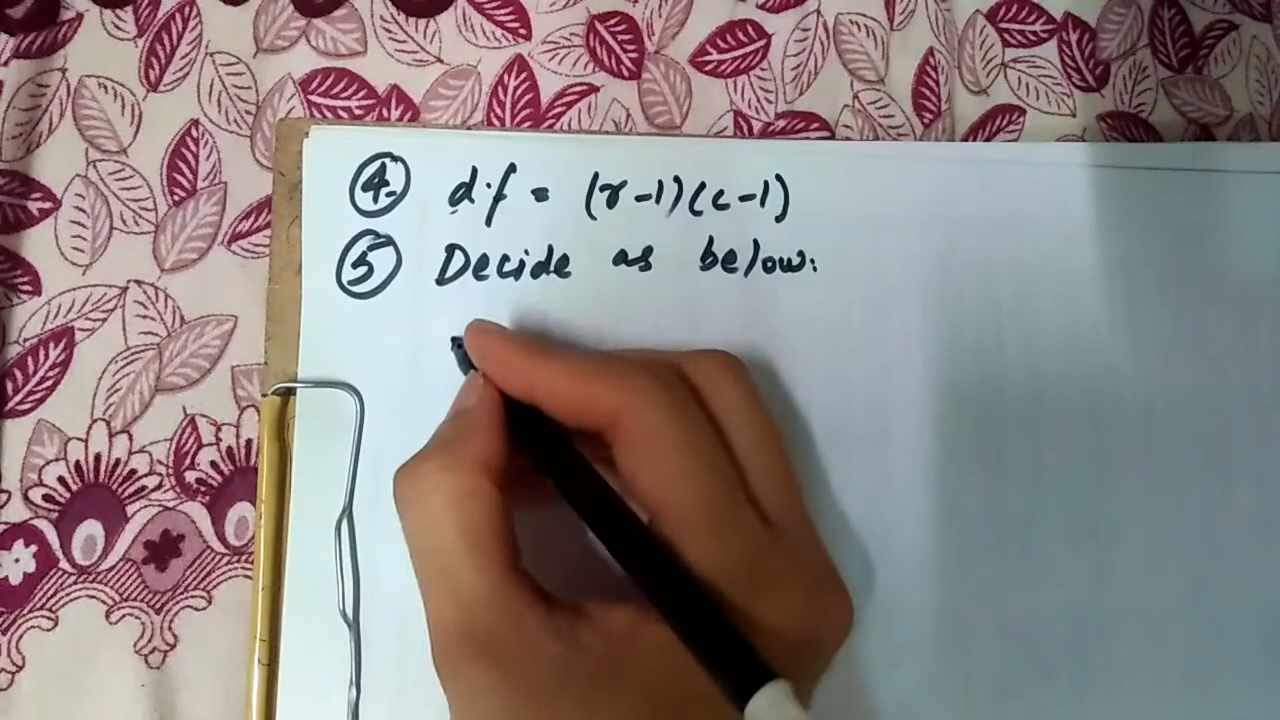 ④ d.f = (r-1)(c-1)
⑤ Decide as below: